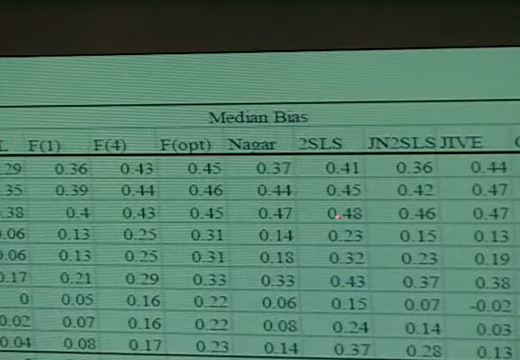 Median Bias
L F(1) F(4) F(opt) Nagar 2SLS JN2SLS JIVE
.29 0.36 0.43 0.45 0.37 0.41 0.36 0.44
.35 0.39 0.44 0.46 0.44 0.45 0.42 0.47
.38 0.4 0.43 0.45 0.47 0.48 0.46 0.47
.06 0.13 0.25 0.31 0.14 0.23 0.15 0.13
.06 0.13 0.25 0.31 0.18 0.32 0.23 0.19
0.17 0.21 0.29 0.33 0.33 0.43 0.37 0.38
0 0.05 0.16 0.22 0.06 0.15 0.07 -0.02
0.02 0.07 0.16 0.22 0.08 0.24 0.14 0.03
0.04 0.08 0.17 0.23 0.14 0.37 0.28 0.13